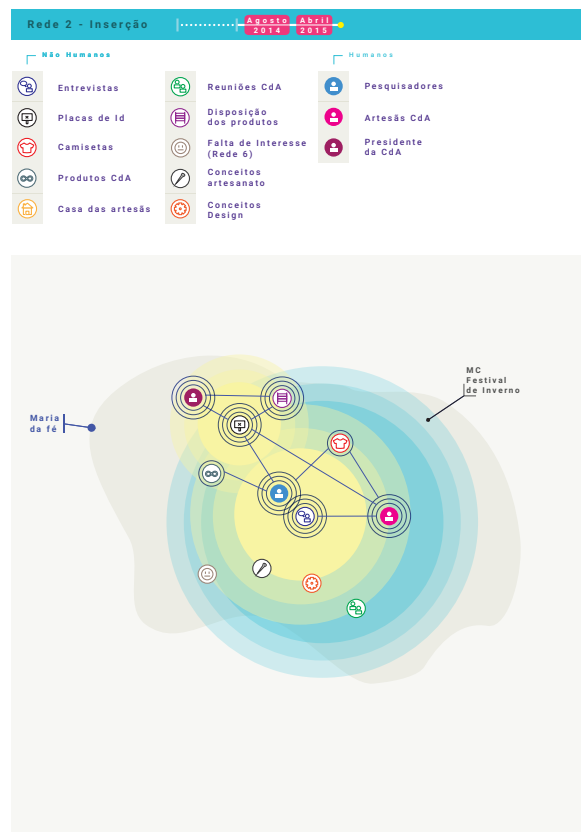 Rede 2 - Inserção
Agosto
2014
Abril
2015
Não Humanos
Humanos
Entrevistas
Placas de Id
Camisetas
Produtos CdA
Casa das artesãs
Reuniões CdA
Disposição
dos produtos
Falta de Interesse
(Rede 6)
Conceitos
artesanato
Conceitos
Design
Pesquisadores
Artesãs CdA
Presidente
da CdA
MC
Festival
de Inverno
Maria
da fé